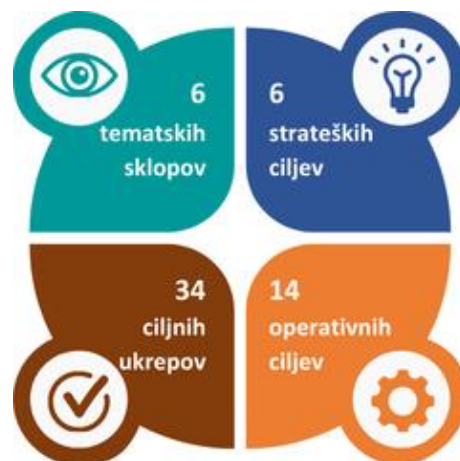 6
tematskih
sklopov
6
strateških
ciljev
34
ciljnih
ukrepov
14
operativnih
ciljev